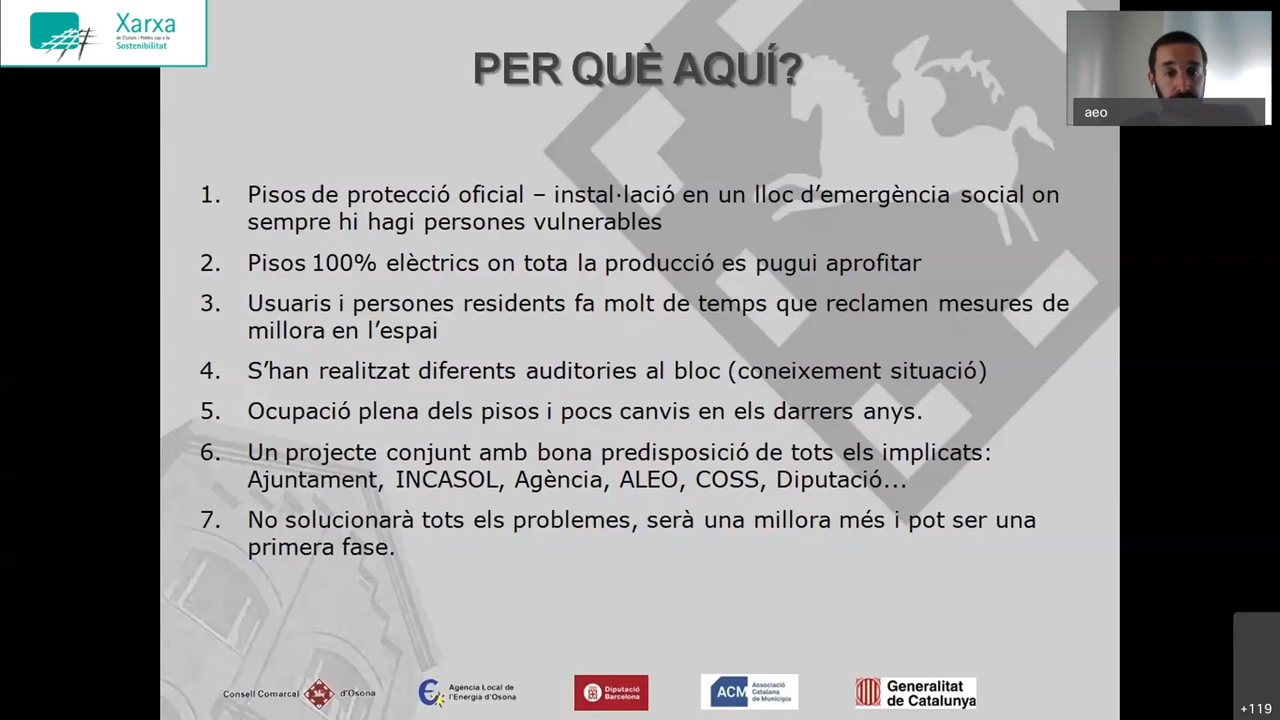 Xarxa
de Ciutats i Pobles cap a la
Sostenibilitat
PER QUÈ AQUÍ?
aeo
1. Pisos de protecció oficial – instal·lació en un lloc d’emergència social on
sempre hi hagi persones vulnerables
2. Pisos 100% elèctrics on tota la producció es pugui aprofitar
3. Usuaris i persones residents fa molt de temps que reclamen mesures de
millora en l’espai
4. S’han realitzat diferents auditories al bloc (coneixement situació)
5. Ocupació plena dels pisos i pocs canvis en els darrers anys.
6. Un projecte conjunt amb bona predisposició de tots els implicats:
Ajuntament, INCASOL, Agència, ALEO, COSS, Diputació...
7. No solucionarà tots els problemes, serà una millora més i pot ser una
primera fase.
Consell Comarcal d’Osona
Agència Local de
l’Energia d’Osona
Diputació
Barcelona
ACM Associació
Catalana
de Municipis
Generalitat
de Catalunya
+119